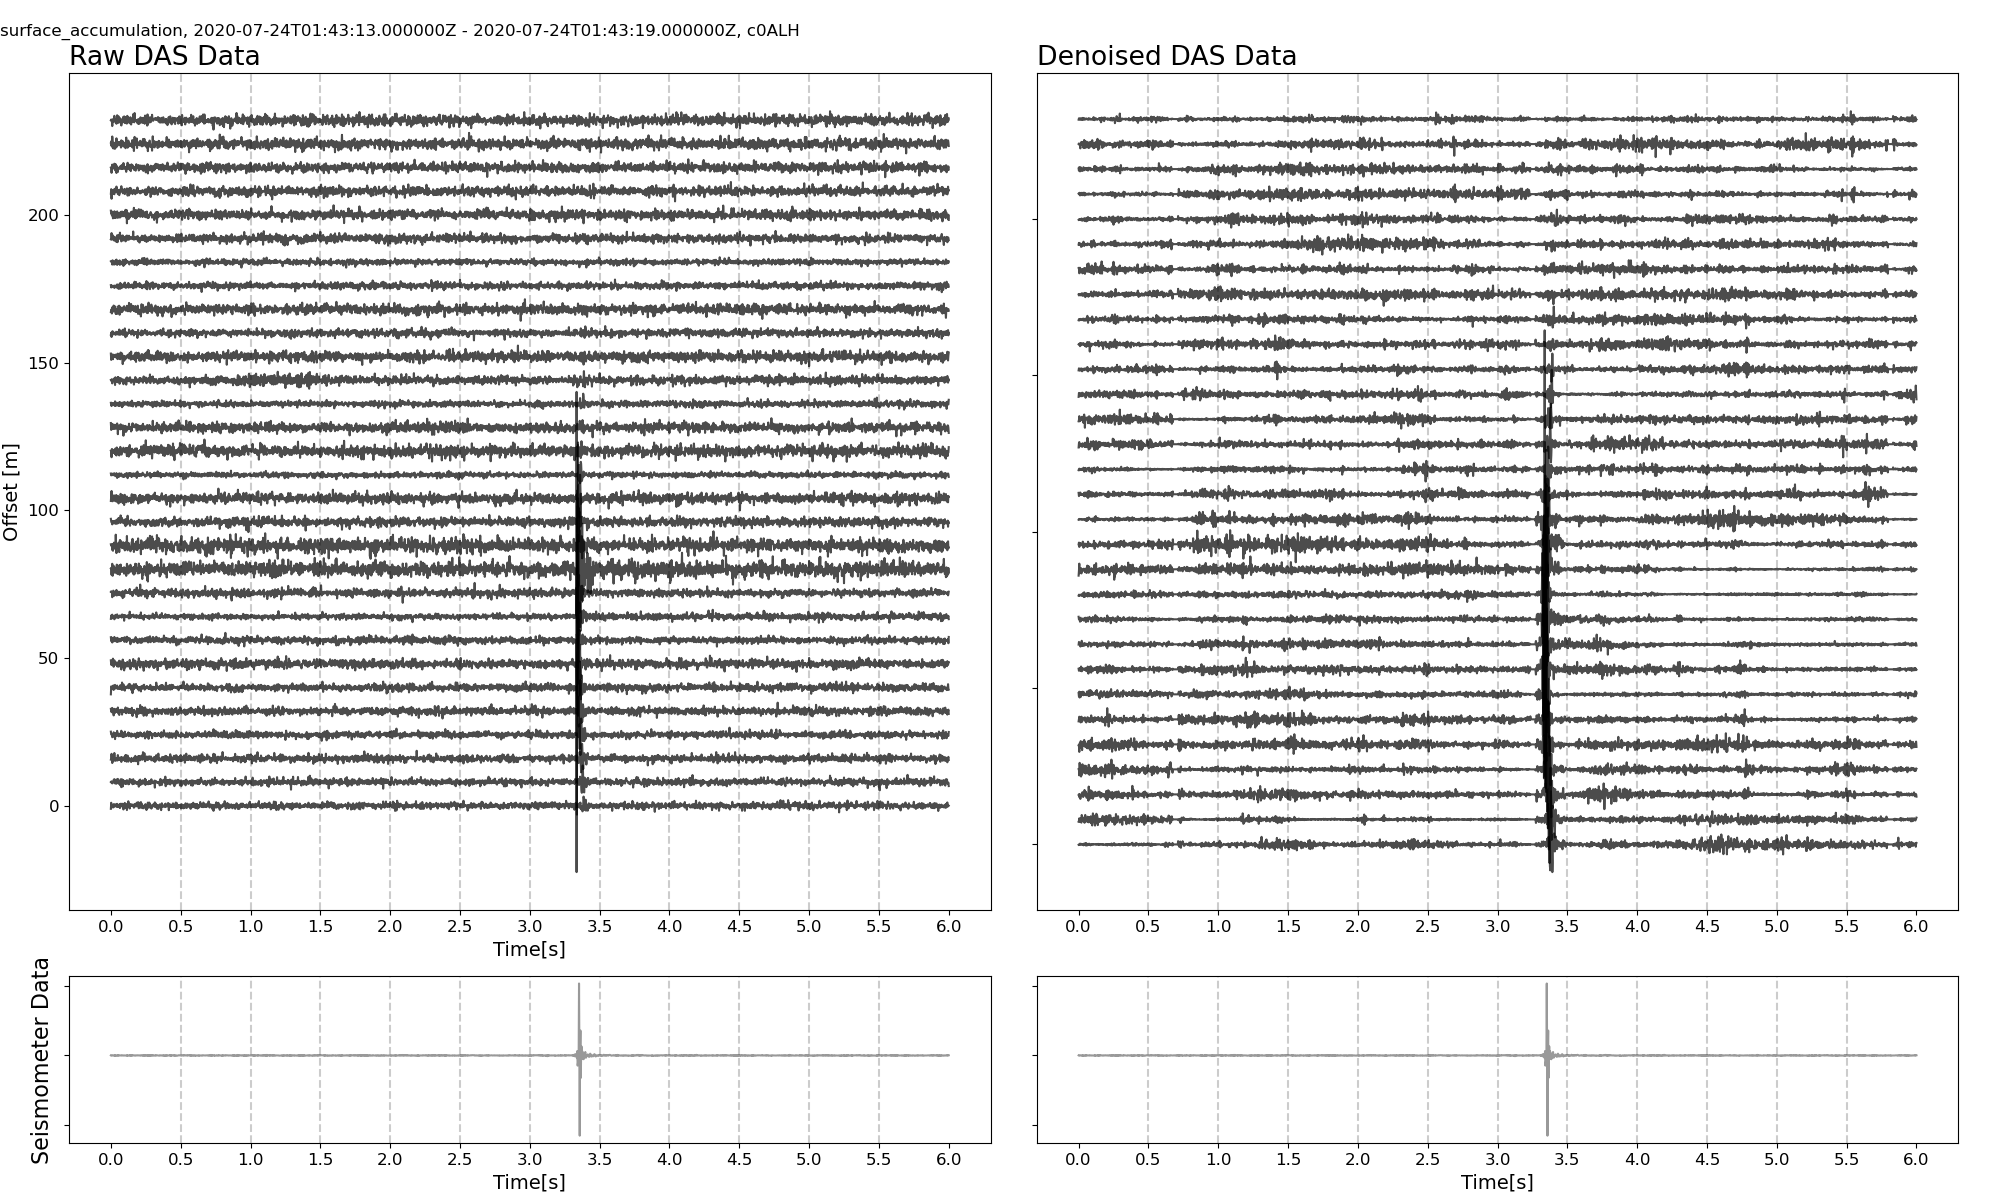 surface_accumulation, 2020-07-24T01:43:13.000000Z - 2020-07-24T01:43:19.000000Z, c0ALH
Raw DAS Data
Denoised DAS Data
Offset [m]
200
150
100
50
0
0.0 0.5 1.0 1.5 2.0 2.5 3.0 3.5 4.0 4.5 5.0 5.5 6.0
Time[s]
0.0 0.5 1.0 1.5 2.0 2.5 3.0 3.5 4.0 4.5 5.0 5.5 6.0
Seismometer Data
0.0 0.5 1.0 1.5 2.0 2.5 3.0 3.5 4.0 4.5 5.0 5.5 6.0
Time[s]
0.0 0.5 1.0 1.5 2.0 2.5 3.0 3.5 4.0 4.5 5.0 5.5 6.0
Time[s]